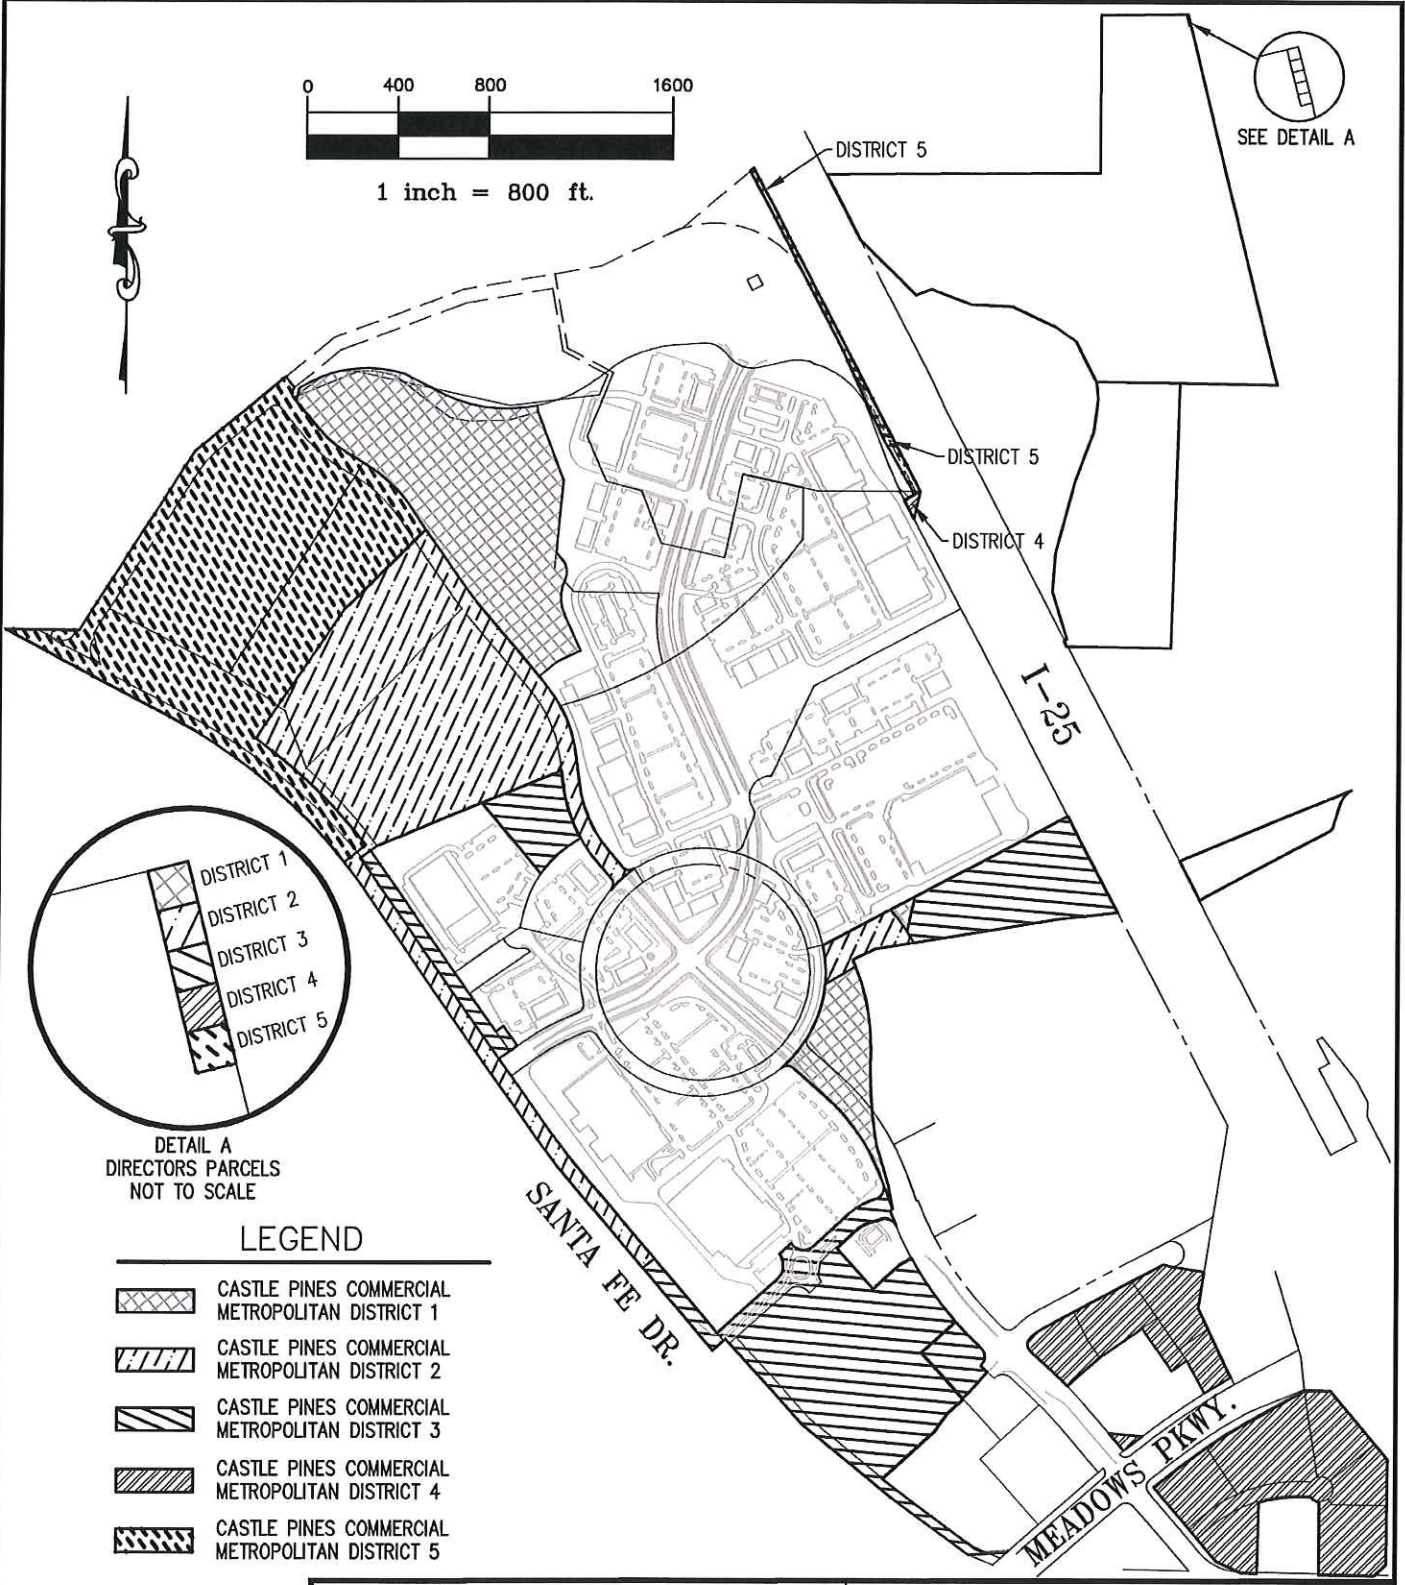 0 400 800 1600
1 inch = 800 ft.
SEE DETAIL A
DISTRICT 5
DISTRICT 5
DISTRICT 4
I-25
DISTRICT 1
DISTRICT 2
DISTRICT 3
DISTRICT 4
DISTRICT 5
DETAIL A
DIRECTORS PARCELS
NOT TO SCALE
SANTA FE DR.
MEADOWS PKWY.
LEGEND
CASTLE PINES COMMERCIAL
METROPOLITAN DISTRICT 1
CASTLE PINES COMMERCIAL
METROPOLITAN DISTRICT 2
CASTLE PINES COMMERCIAL
METROPOLITAN DISTRICT 3
CASTLE PINES COMMERCIAL
METROPOLITAN DISTRICT 4
CASTLE PINES COMMERCIAL
METROPOLITAN DISTRICT 5